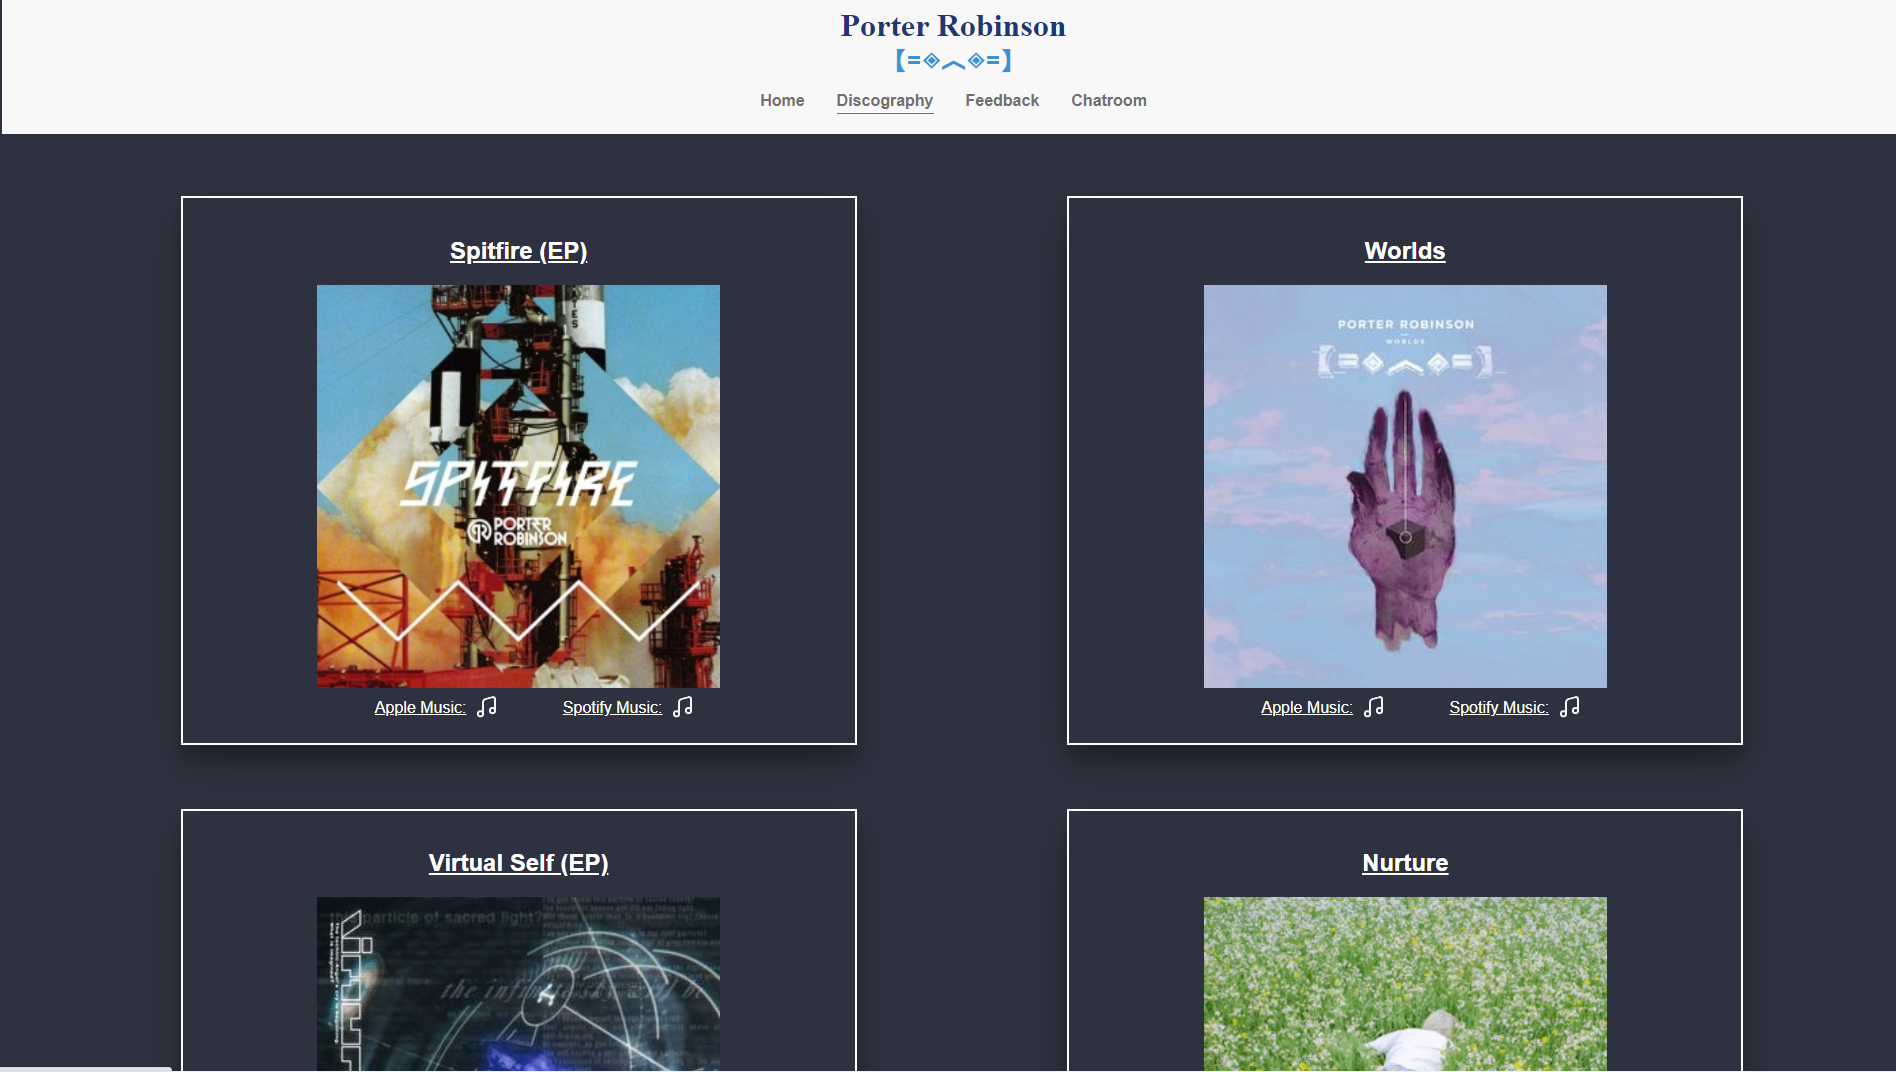 Porter Robinson
【=◈︿◈=】
Home Discography Feedback Chatroom
Spitfire (EP)
SPITFIRE
PORTER
ROBINSON
Apple Music: Spotify Music:
Worlds
PORTER ROBINSON
WORLDS
Apple Music: Spotify Music:
Virtual Self (EP)
this particle of sacred light?
the infinite
Nurture